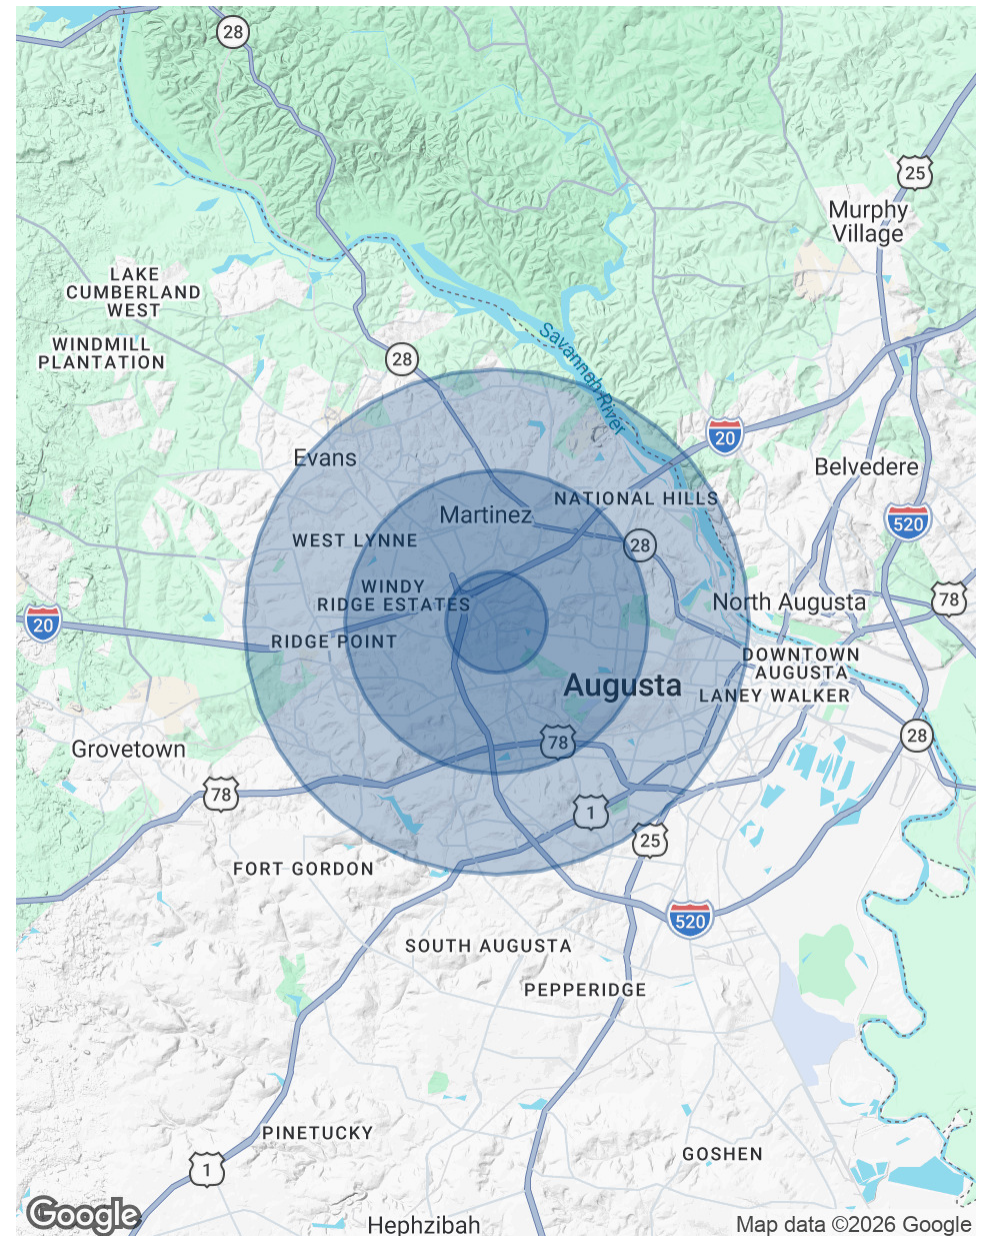 28
25
Murphy
Village
LAKE
CUMBERLAND
WEST
WINDMILL
PLANTATION
28
Savannah River
20
Evans
Belvedere
NATIONAL HILLS
Martinez
520
WEST LYNNE
28
WINDY
RIDGE ESTATES
78
North Augusta
20
RIDGE POINT
DOWNTOWN
AUGUSTA
Augusta
LANEY WALKER
28
78
Grovetown
78
1
25
FORT GORDON
520
SOUTH AUGUSTA
PEPPERIDGE
PINETUCKY
GOSHEN
1
Google
Hephzibah
Map data ©2026 Google